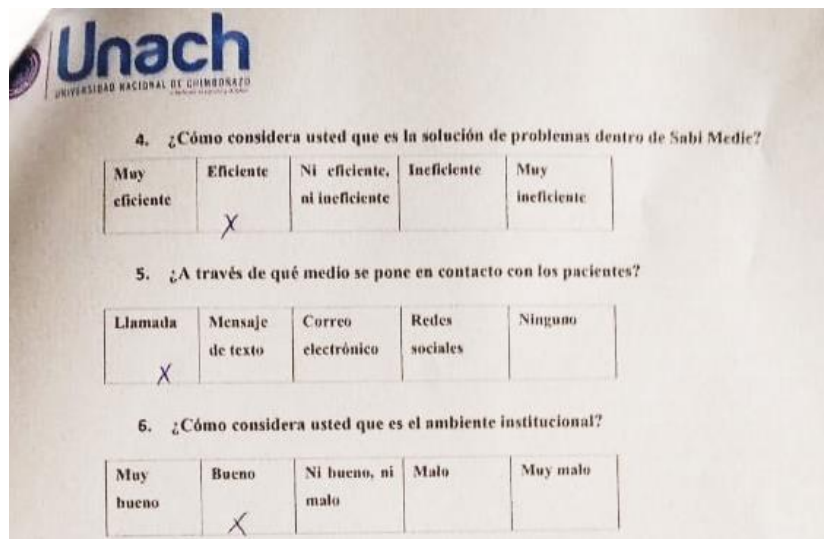 Unach
UNIVERSIDAD NACIONAL DE CHIMBORAZO
4. ¿Cómo considera usted que es la solución de problemas dentro de Sabi Medic?
Muy eficiente Eficiente Ni eficiente, ni ineficiente Ineficiente Muy ineficiente
X
5. ¿A través de qué medio se pone en contacto con los pacientes?
Llamada Mensaje de texto Correo electrónico Redes sociales Ninguno
X
6. ¿Cómo considera usted que es el ambiente institucional?
Muy bueno Bueno Ni bueno, ni malo Malo Muy malo
X